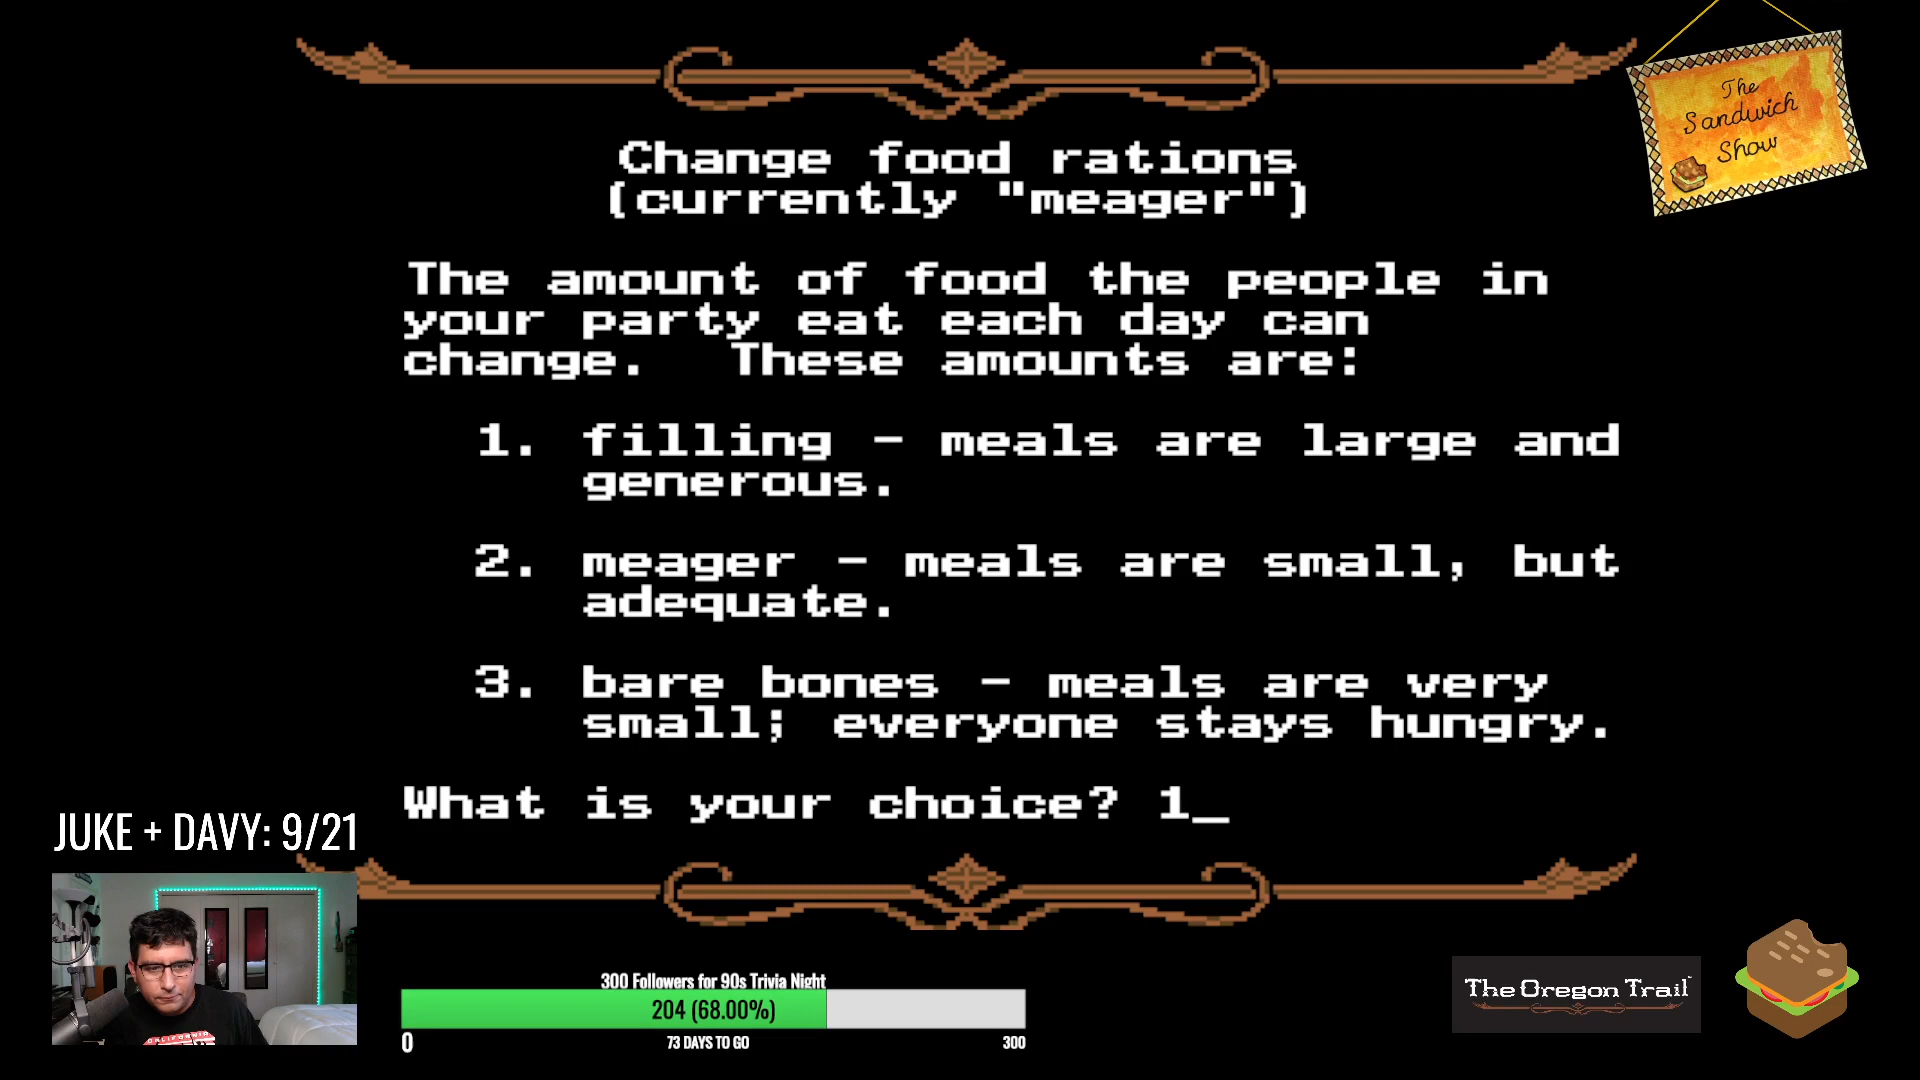 The
Sandwich
Show
Change food rations
(currently "meager")
The amount of food the people in
your party eat each day can
change.  These amounts are:
1. filling - meals are large and
generous.
2. meager - meals are small, but
adequate.
3. bare bones - meals are very
small; everyone stays hungry.
What is your choice? 1_
JUKE + DAVY: 9/21
CALIFORNIA
300 Followers for 90s Trivia Night
204 (68.00%)
0
73 DAYS TO GO
300
The Oregon Trail